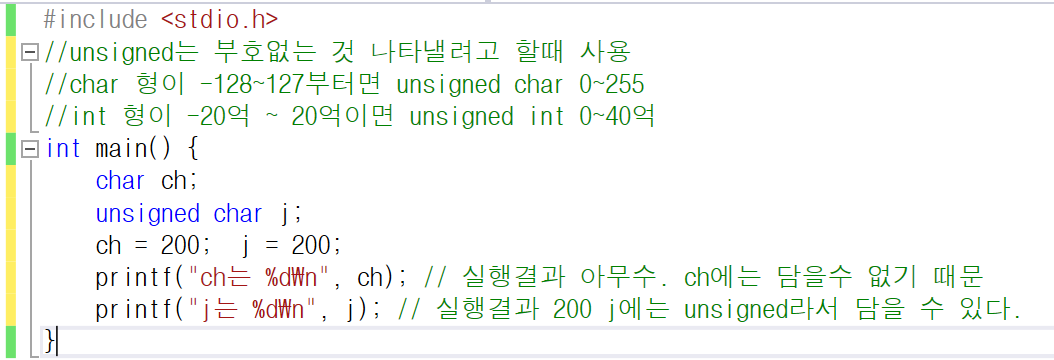 #include <stdio.h>
//unsigned는 부호없는 것 나타낼려고 할때 사용
//char 형이 -128~127부터면 unsigned char 0~255
//int 형이 -20억 ~ 20억이면 unsigned int 0~40억
int main() {
char ch;
unsigned char j;
ch = 200;  j = 200;
printf("ch는 %d₩n", ch); // 실행결과 아무수. ch에는 담을수 없기 때문
printf("j는 %d₩n", j); // 실행결과 200 j에는 unsigned라서 담을 수 있다.
}